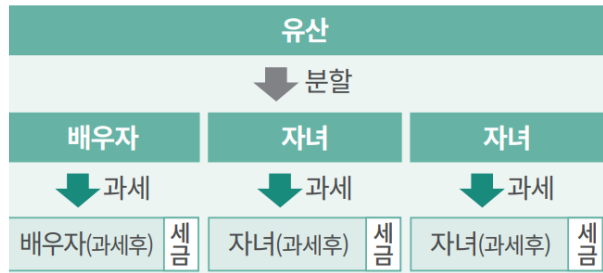 유산
분할
배우자 자녀 자녀
과세 과세 과세
배우자(과세후) 세금 자녀(과세후) 세금 자녀(과세후) 세금